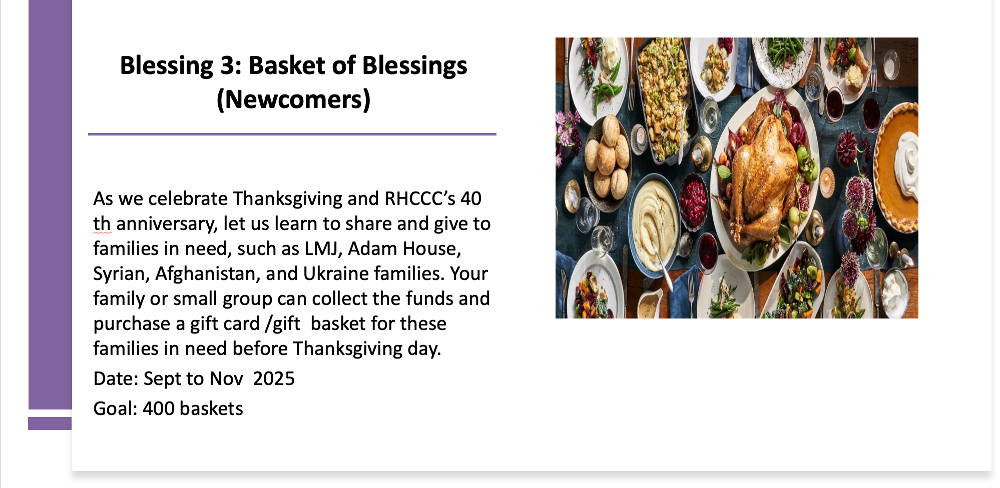 Blessing 3: Basket of Blessings
(Newcomers)
As we celebrate Thanksgiving and RHCCC’s 40
th anniversary, let us learn to share and give to
families in need, such as LMJ, Adam House,
Syrian, Afghanistan, and Ukraine families. Your
family or small group can collect the funds and
purchase a gift card /gift  basket for these
families in need before Thanksgiving day.
Date: Sept to Nov  2025
Goal: 400 baskets